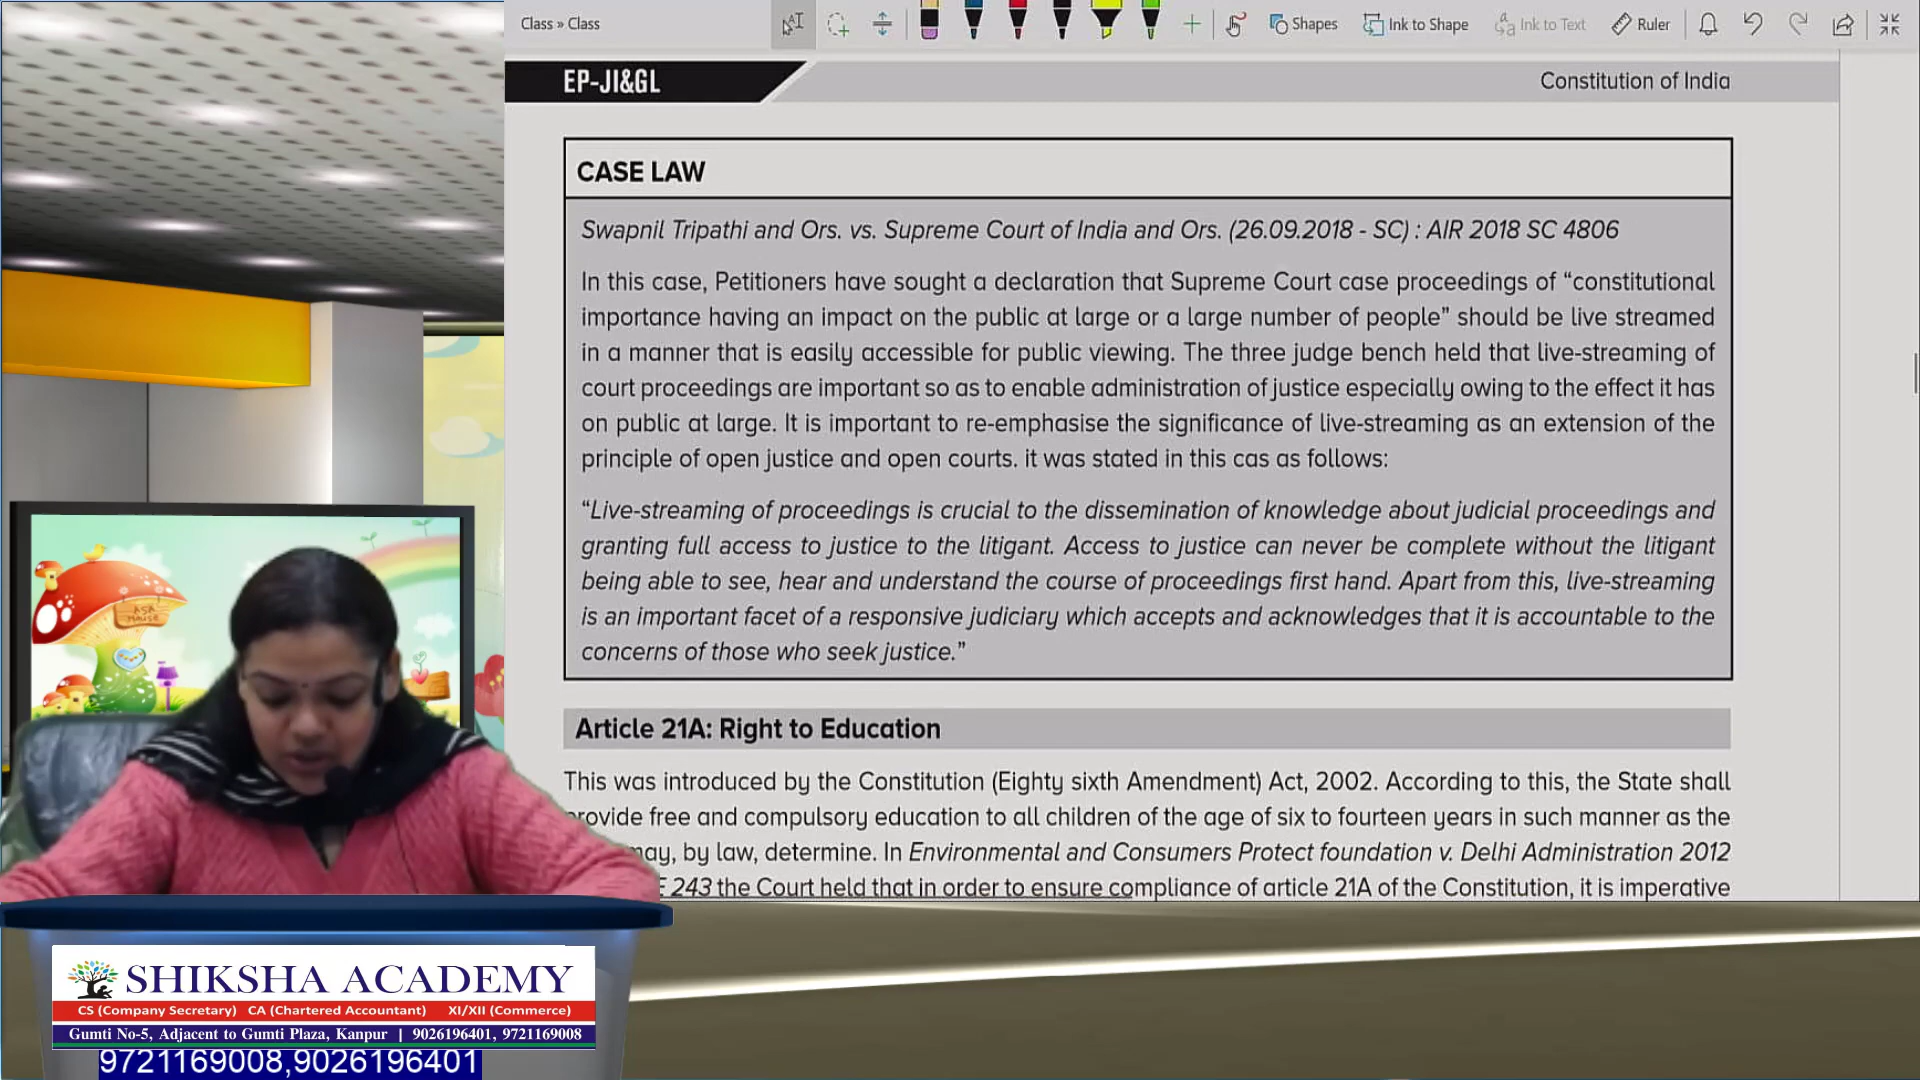 Class » Class
Shapes
Ink to Shape
Ink to Text
Ruler
EP-JI&GL
Constitution of India
CASE LAW
Swapnil Tripathi and Ors. vs. Supreme Court of India and Ors. (26.09.2018 - SC) : AIR 2018 SC 4806
In this case, Petitioners have sought a declaration that Supreme Court case proceedings of “constitutional
importance having an impact on the public at large or a large number of people” should be live streamed
in a manner that is easily accessible for public viewing. The three judge bench held that live-streaming of
court proceedings are important so as to enable administration of justice especially owing to the effect it has
on public at large. It is important to re-emphasise the significance of live-streaming as an extension of the
principle of open justice and open courts. it was stated in this cas as follows:
“Live-streaming of proceedings is crucial to the dissemination of knowledge about judicial proceedings and
granting full access to justice to the litigant. Access to justice can never be complete without the litigant
being able to see, hear and understand the course of proceedings first hand. Apart from this, live-streaming
is an important facet of a responsive judiciary which accepts and acknowledges that it is accountable to the
concerns of those who seek justice.”
Article 21A: Right to Education
This was introduced by the Constitution (Eighty sixth Amendment) Act, 2002. According to this, the State shall
rovide free and compulsory education to all children of the age of six to fourteen years in such manner as the
may, by law, determine. In Environmental and Consumers Protect foundation v. Delhi Administration 2012
243 the Court held that in order to ensure compliance of article 21A of the Constitution, it is imperative
SHIKSHA ACADEMY
CS (Company Secretary) CA (Chartered Accountant) XI/XII (Commerce)
Gumti No-5, Adjacent to Gumti Plaza, Kanpur | 9026196401, 9721169008
9721169008,9026196401